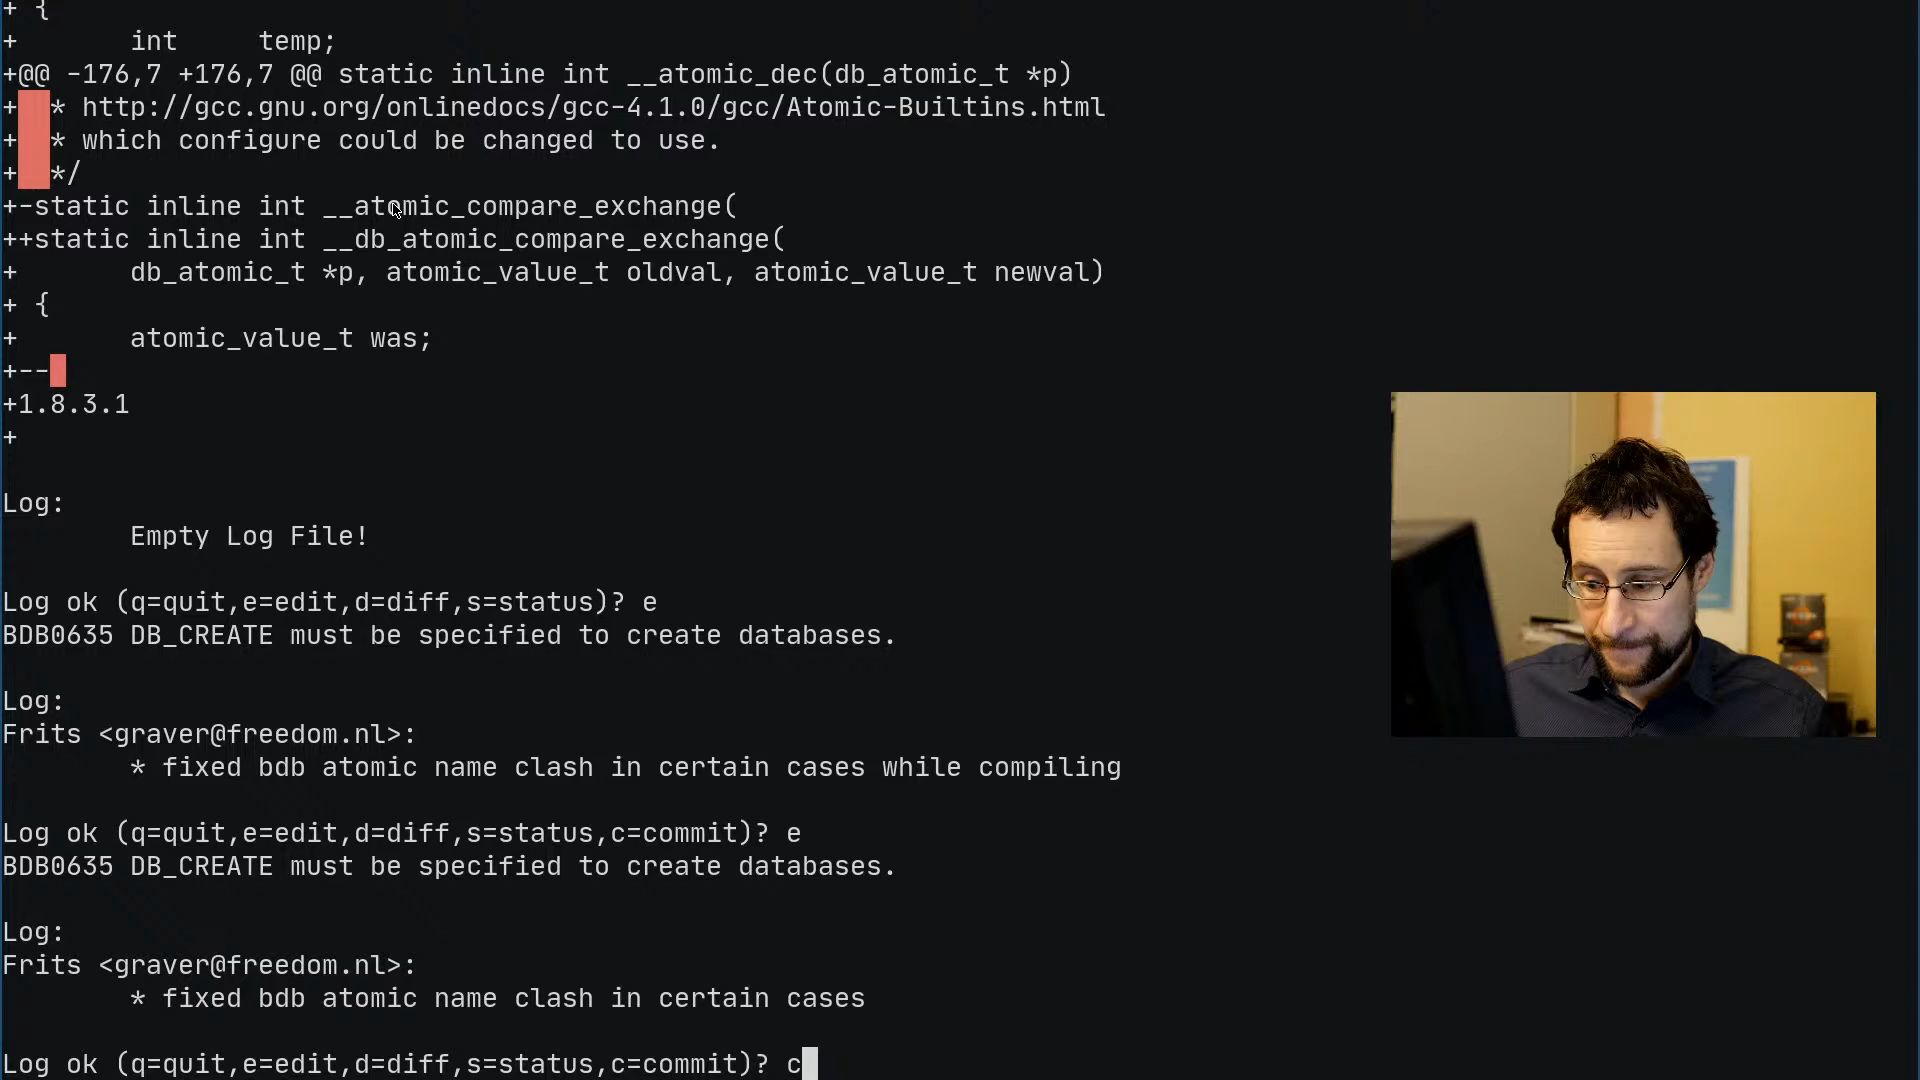 + {
+       int     temp;
+@@ -176,7 +176,7 @@ static inline int __atomic_dec(db_atomic_t *p)
+  * http://gcc.gnu.org/onlinedocs/gcc-4.1.0/gcc/Atomic-Builtins.html
+  * which configure could be changed to use.
+  */
+-static inline int __atomic_compare_exchange(
++static inline int __db_atomic_compare_exchange(
+       db_atomic_t *p, atomic_value_t oldval, atomic_value_t newval)
+ {
+       atomic_value_t was;
+--
+1.8.3.1
+
Log:
        Empty Log File!
Log ok (q=quit,e=edit,d=diff,s=status)? e
BDB0635 DB_CREATE must be specified to create databases.
Log:
Frits <graver@freedom.nl>:
        * fixed bdb atomic name clash in certain cases while compiling
Log ok (q=quit,e=edit,d=diff,s=status,c=commit)? e
BDB0635 DB_CREATE must be specified to create databases.
Log:
Frits <graver@freedom.nl>:
        * fixed bdb atomic name clash in certain cases
Log ok (q=quit,e=edit,d=diff,s=status,c=commit)? c